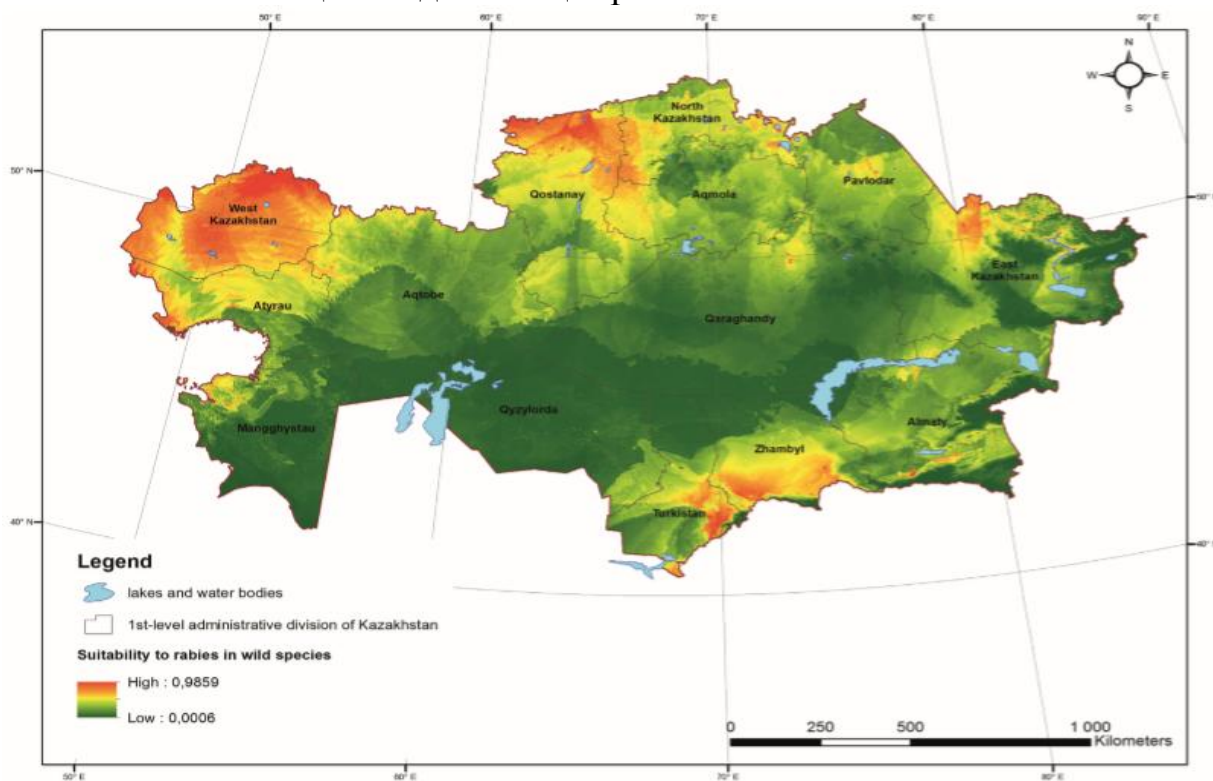 50° E
60° E
70° E
80° E
90° E
N
W
E
S
North
Kazakhstan
50° N
Qostanay
Aqmola
Pavlodar
50° N
West
Kazakhstan
East
Kazakhstan
Atyrau
Aqtobe
Qaraghandy
Qyzylorda
Mangghystau
Almaty
Zhambyl
Turkistan
40° N
40° N
Legend
lakes and water bodies
1st-level administrative division of Kazakhstan
Suitability to rabies in wild species
High : 0,9859
Low : 0,0006
0 250 500 1 000
Kilometers
50° E
60° E
70° E
80° E